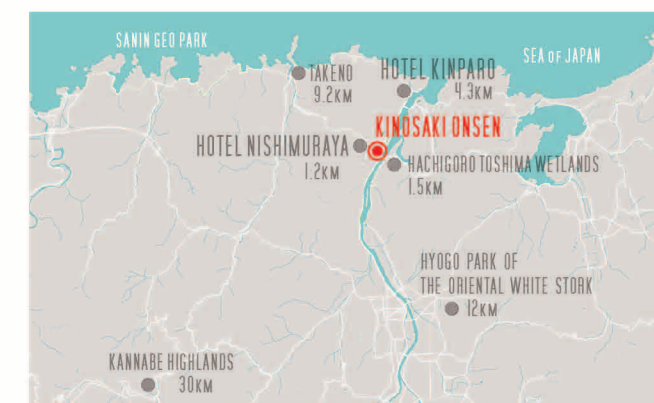 SANIN GEO PARK
SEA OF JAPAN
TAKENO
9.2KM
HOTEL KINPARO
4.3KM
KINOSAKI ONSEN
HOTEL NISHIMURAYA
1.2KM
HACHIGORO TOSHIMA WETLANDS
1.5KM
HYOGO PARK OF
THE ORIENTAL WHITE STORK
12KM
KANNABE HIGHLANDS
30KM